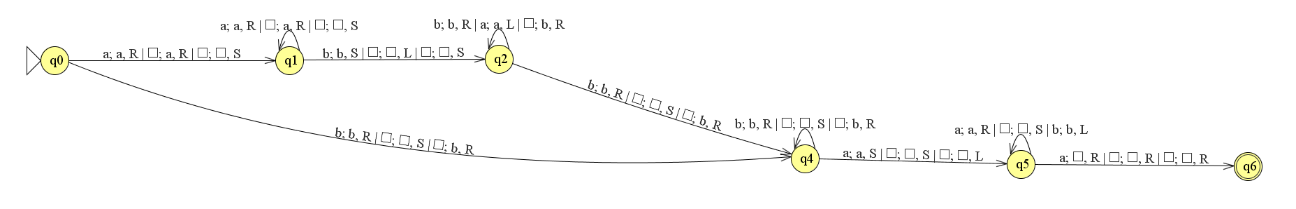 a; a, R | □; a, R | □; □, S
b; b, R | a; a, L | □; b, R
q0
a; a, R | □; a, R | □; □, S
q1
b; b, S | □; □, L | □; □, S
q2
b; b, R | □; □, S | □; b, R
b; b, R | □; □, S | □; b, R
b; b, R | □; □, S | □; b, R
a; a, R | □; □, S | b; b, L
q4
a; a, S | □; □, S | □; □, L
q5
a; □, R | □; □, R | □; □, R
q6